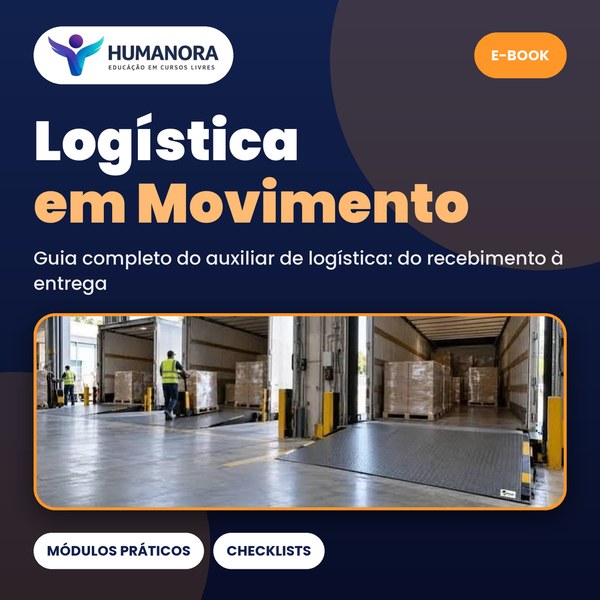 HUMANORA
EDUCAÇÃO EM CURSOS LIVRES
E-BOOK
Logística
em Movimento
Guia completo do auxiliar de logística: do recebimento à
entrega
MÓDULOS PRÁTICOS
CHECKLISTS